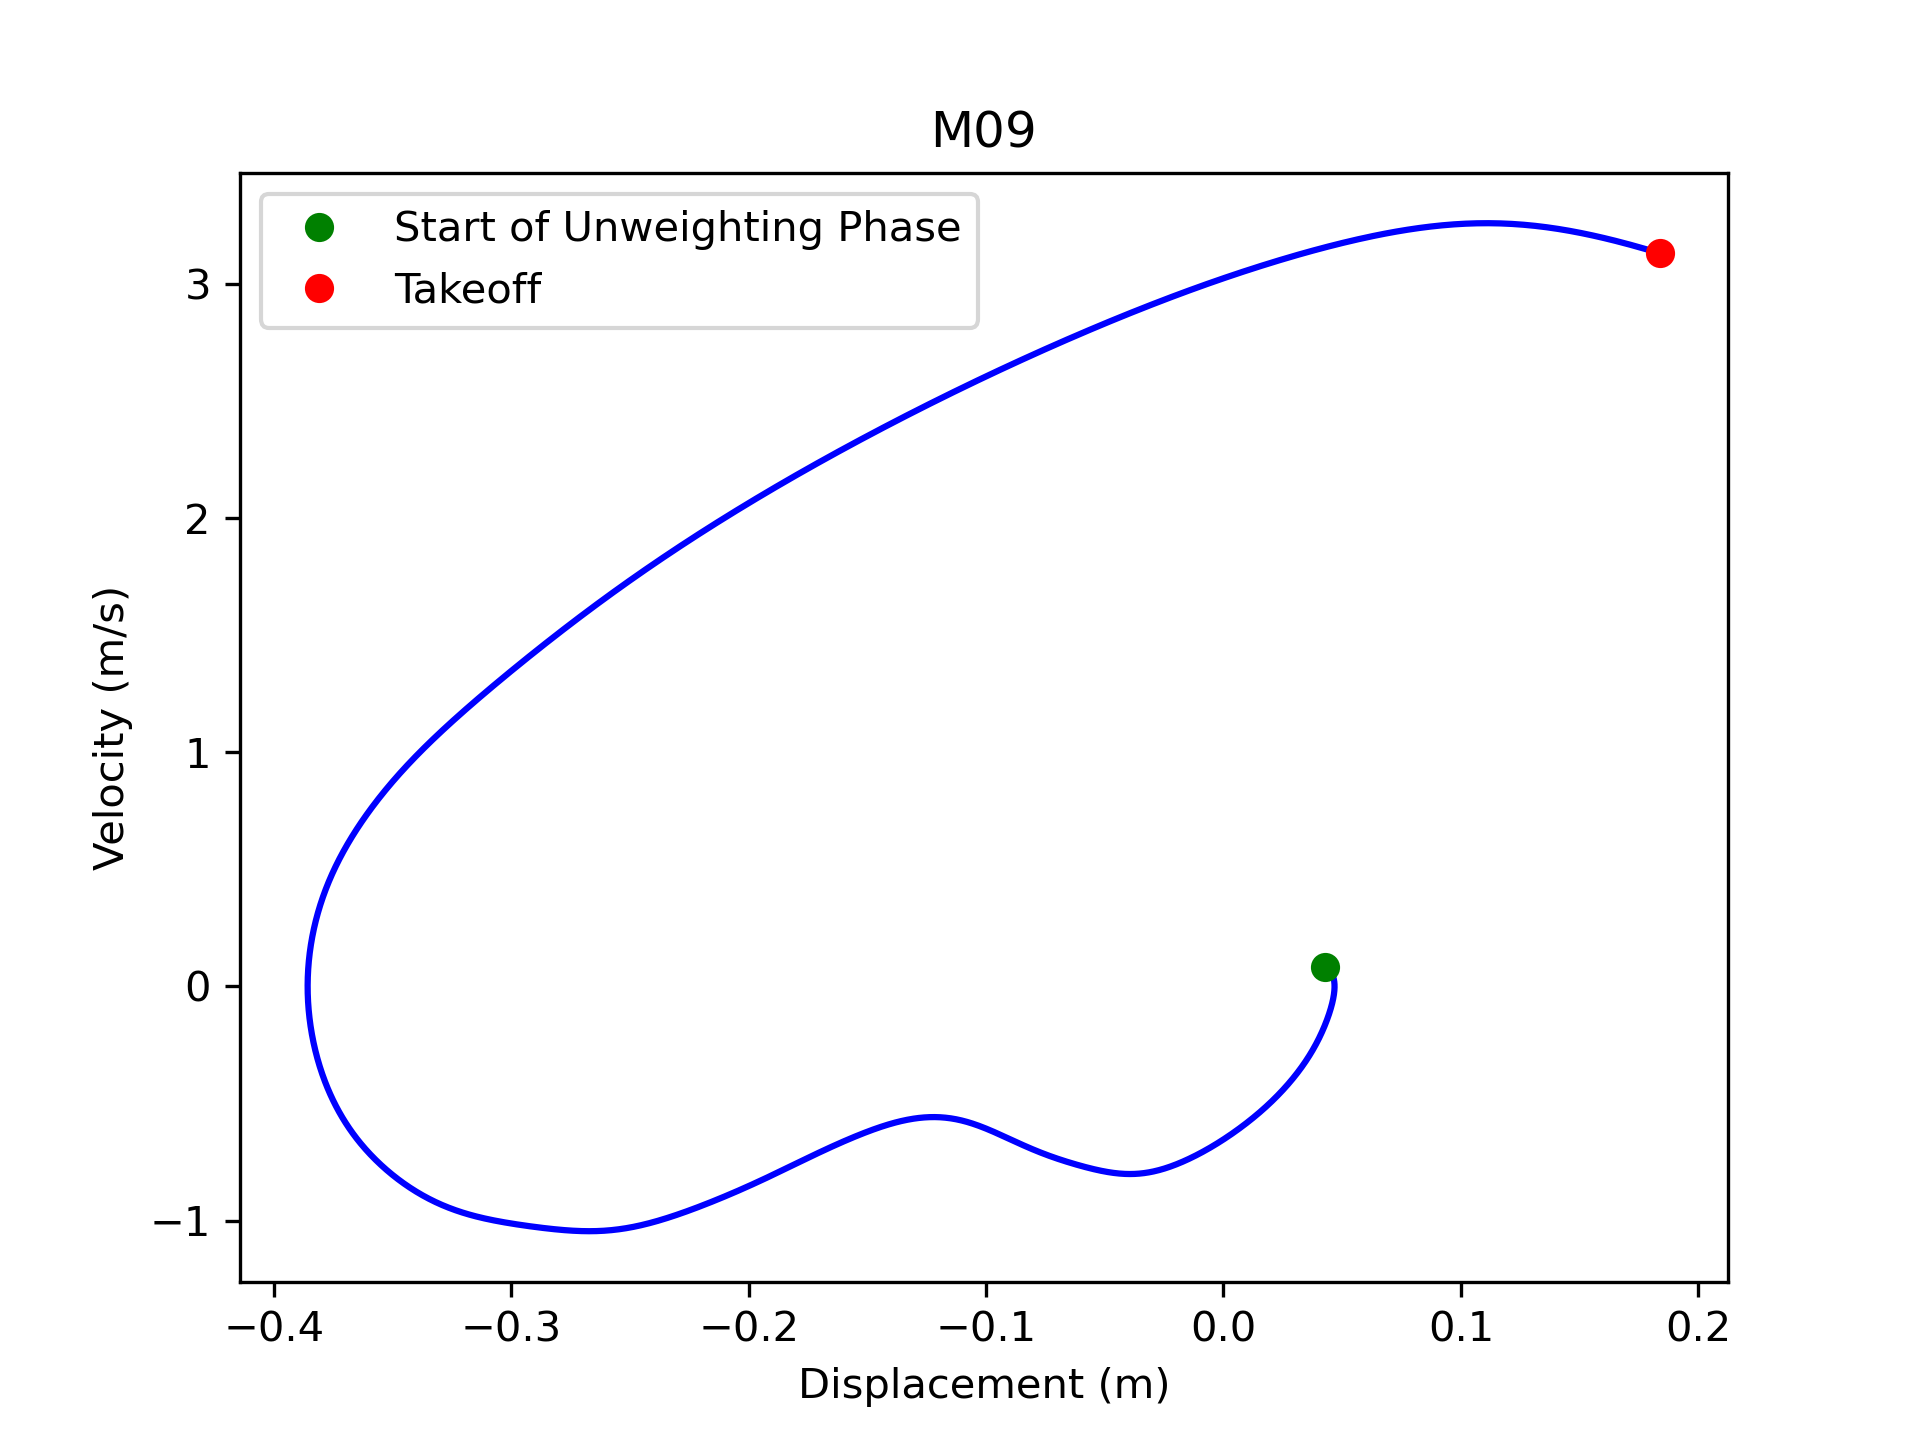 M09
Start of Unweighting Phase
Takeoff
3
2
1
0
−1
Velocity (m/s)
−0.4 −0.3 −0.2 −0.1 0.0 0.1 0.2
Displacement (m)